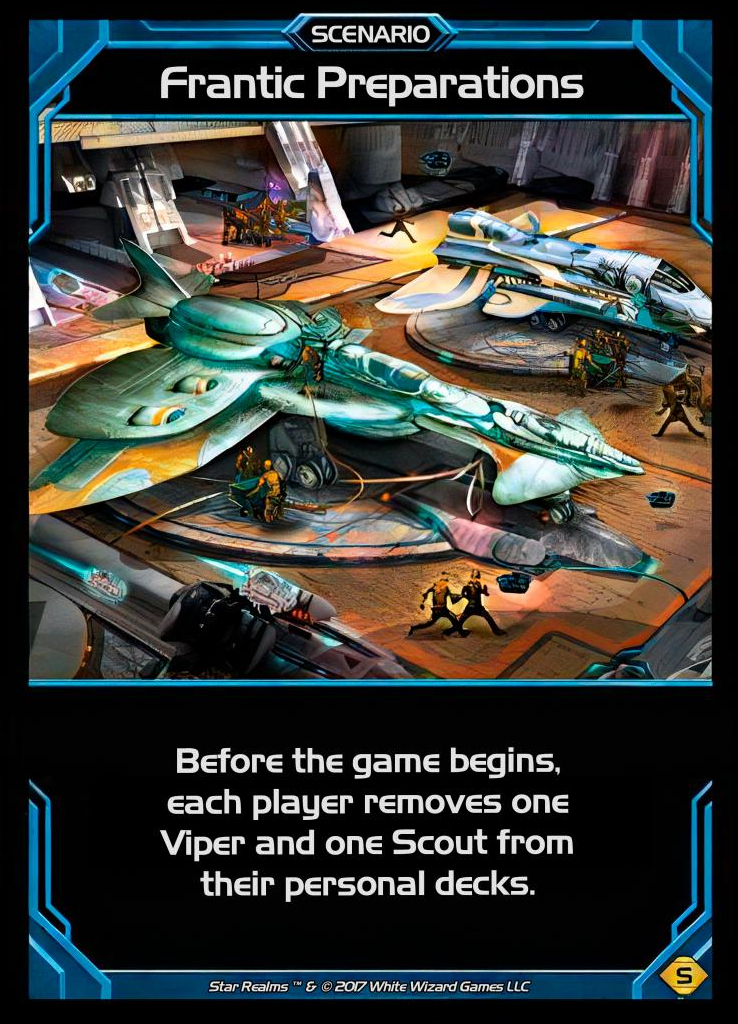 SCENARIO
Frantic Preparations
Before the game begins,
each player removes one
Viper and one Scout from
their personal decks.
Star Realms ™ & © 2017 White Wizard Games LLC
S